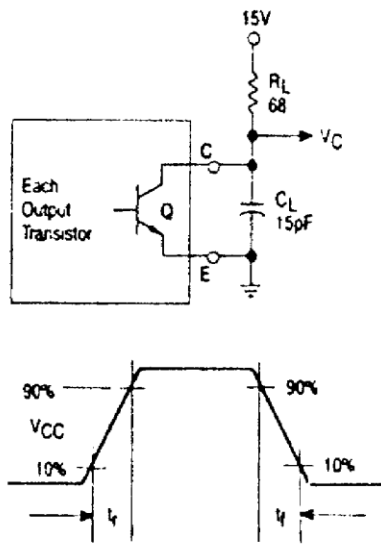 15V
RL
68
VC
C
Each
Output
Transistor
Q
CL
15pF
E
90%
90%
VCC
10%
10%
tr
tf